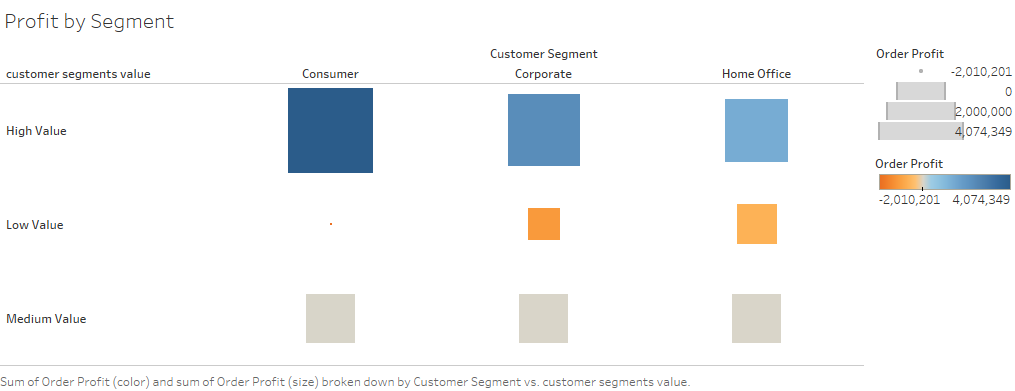 Profit by Segment
Customer Segment
customer segments value Consumer Corporate Home Office
High Value
Low Value
Medium Value
Order Profit
-2,010,201
0
2,000,000
4,074,349
Order Profit
-2,010,201 4,074,349
Sum of Order Profit (color) and sum of Order Profit (size) broken down by Customer Segment vs. customer segments value.